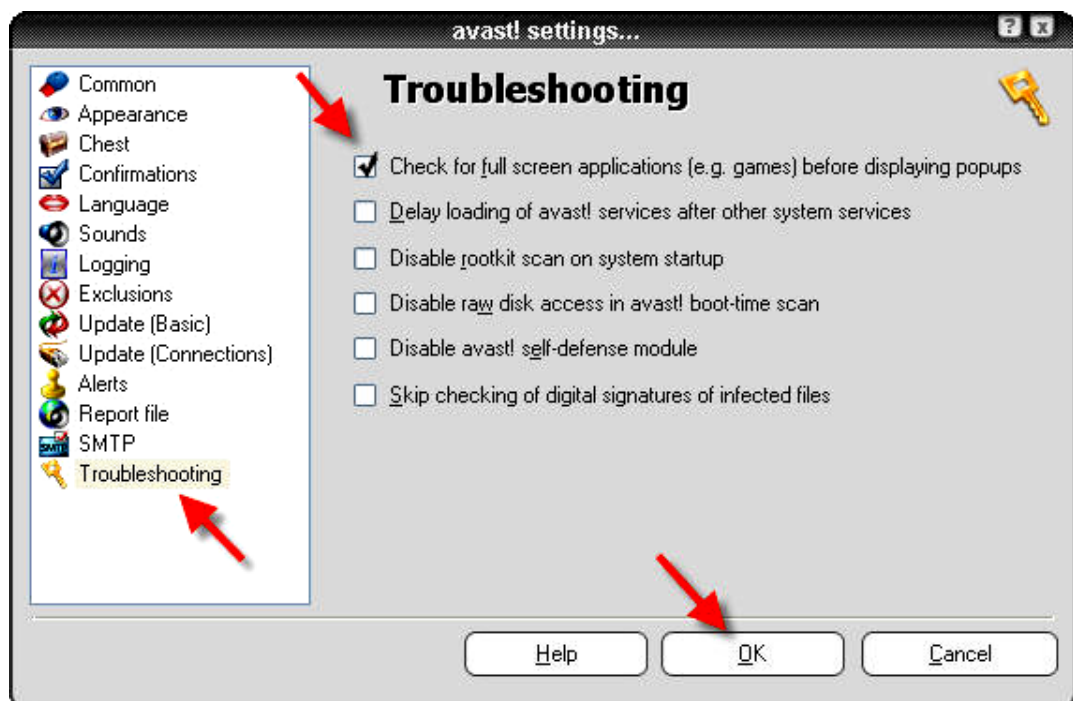 avast! settings...
Common
Appearance
Chest
Confirmations
Language
Sounds
Logging
Exclusions
Update (Basic)
Update (Connections)
Alerts
Report file
SMTP
Troubleshooting
Troubleshooting
Check for full screen applications (e.g. games) before displaying popups
Delay loading of avast! services after other system services
Disable rootkit scan on system startup
Disable raw disk access in avast! boot-time scan
Disable avast! self-defense module
Skip checking of digital signatures of infected files
Help
OK
Cancel